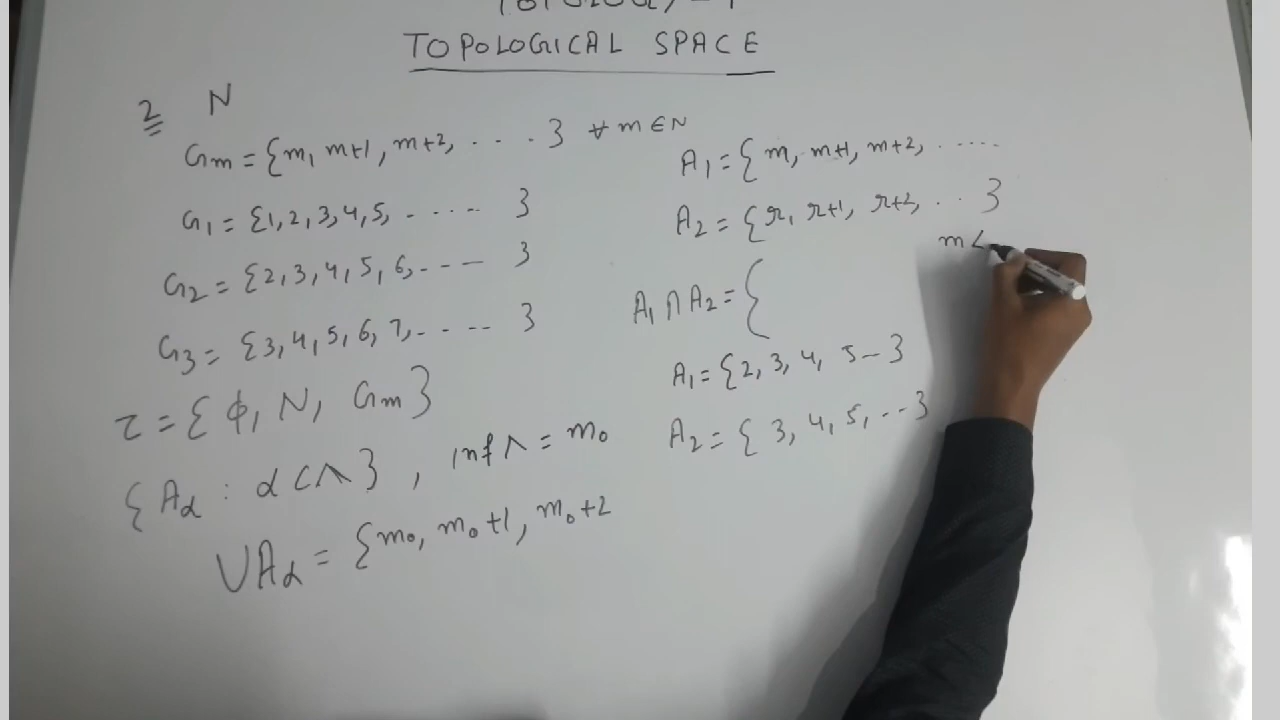 TOPOLOGICAL SPACE
2 N
Gm = {m, m+1, m+2, . . . } ∀ m ∈ N
G1 = {1, 2, 3, 4, 5, - .... }
G2 = {2, 3, 4, 5, 6, - . . - }
G3 = {3, 4, 5, 6, 7, - . . -- }
τ = { ϕ, N, Gm }
{ Aα : α ⊂ Λ } , inf Λ = m0
∪Aα = { m0, m0+1, m0+2
A1 = { m, m+1, m+2, . .....
A2 = { r, r+1, r+2, . . }
m <
A1 ∩ A2 = {
A1 = {2, 3, 4, 5 - }
A2 = { 3, 4, 5, -.. }